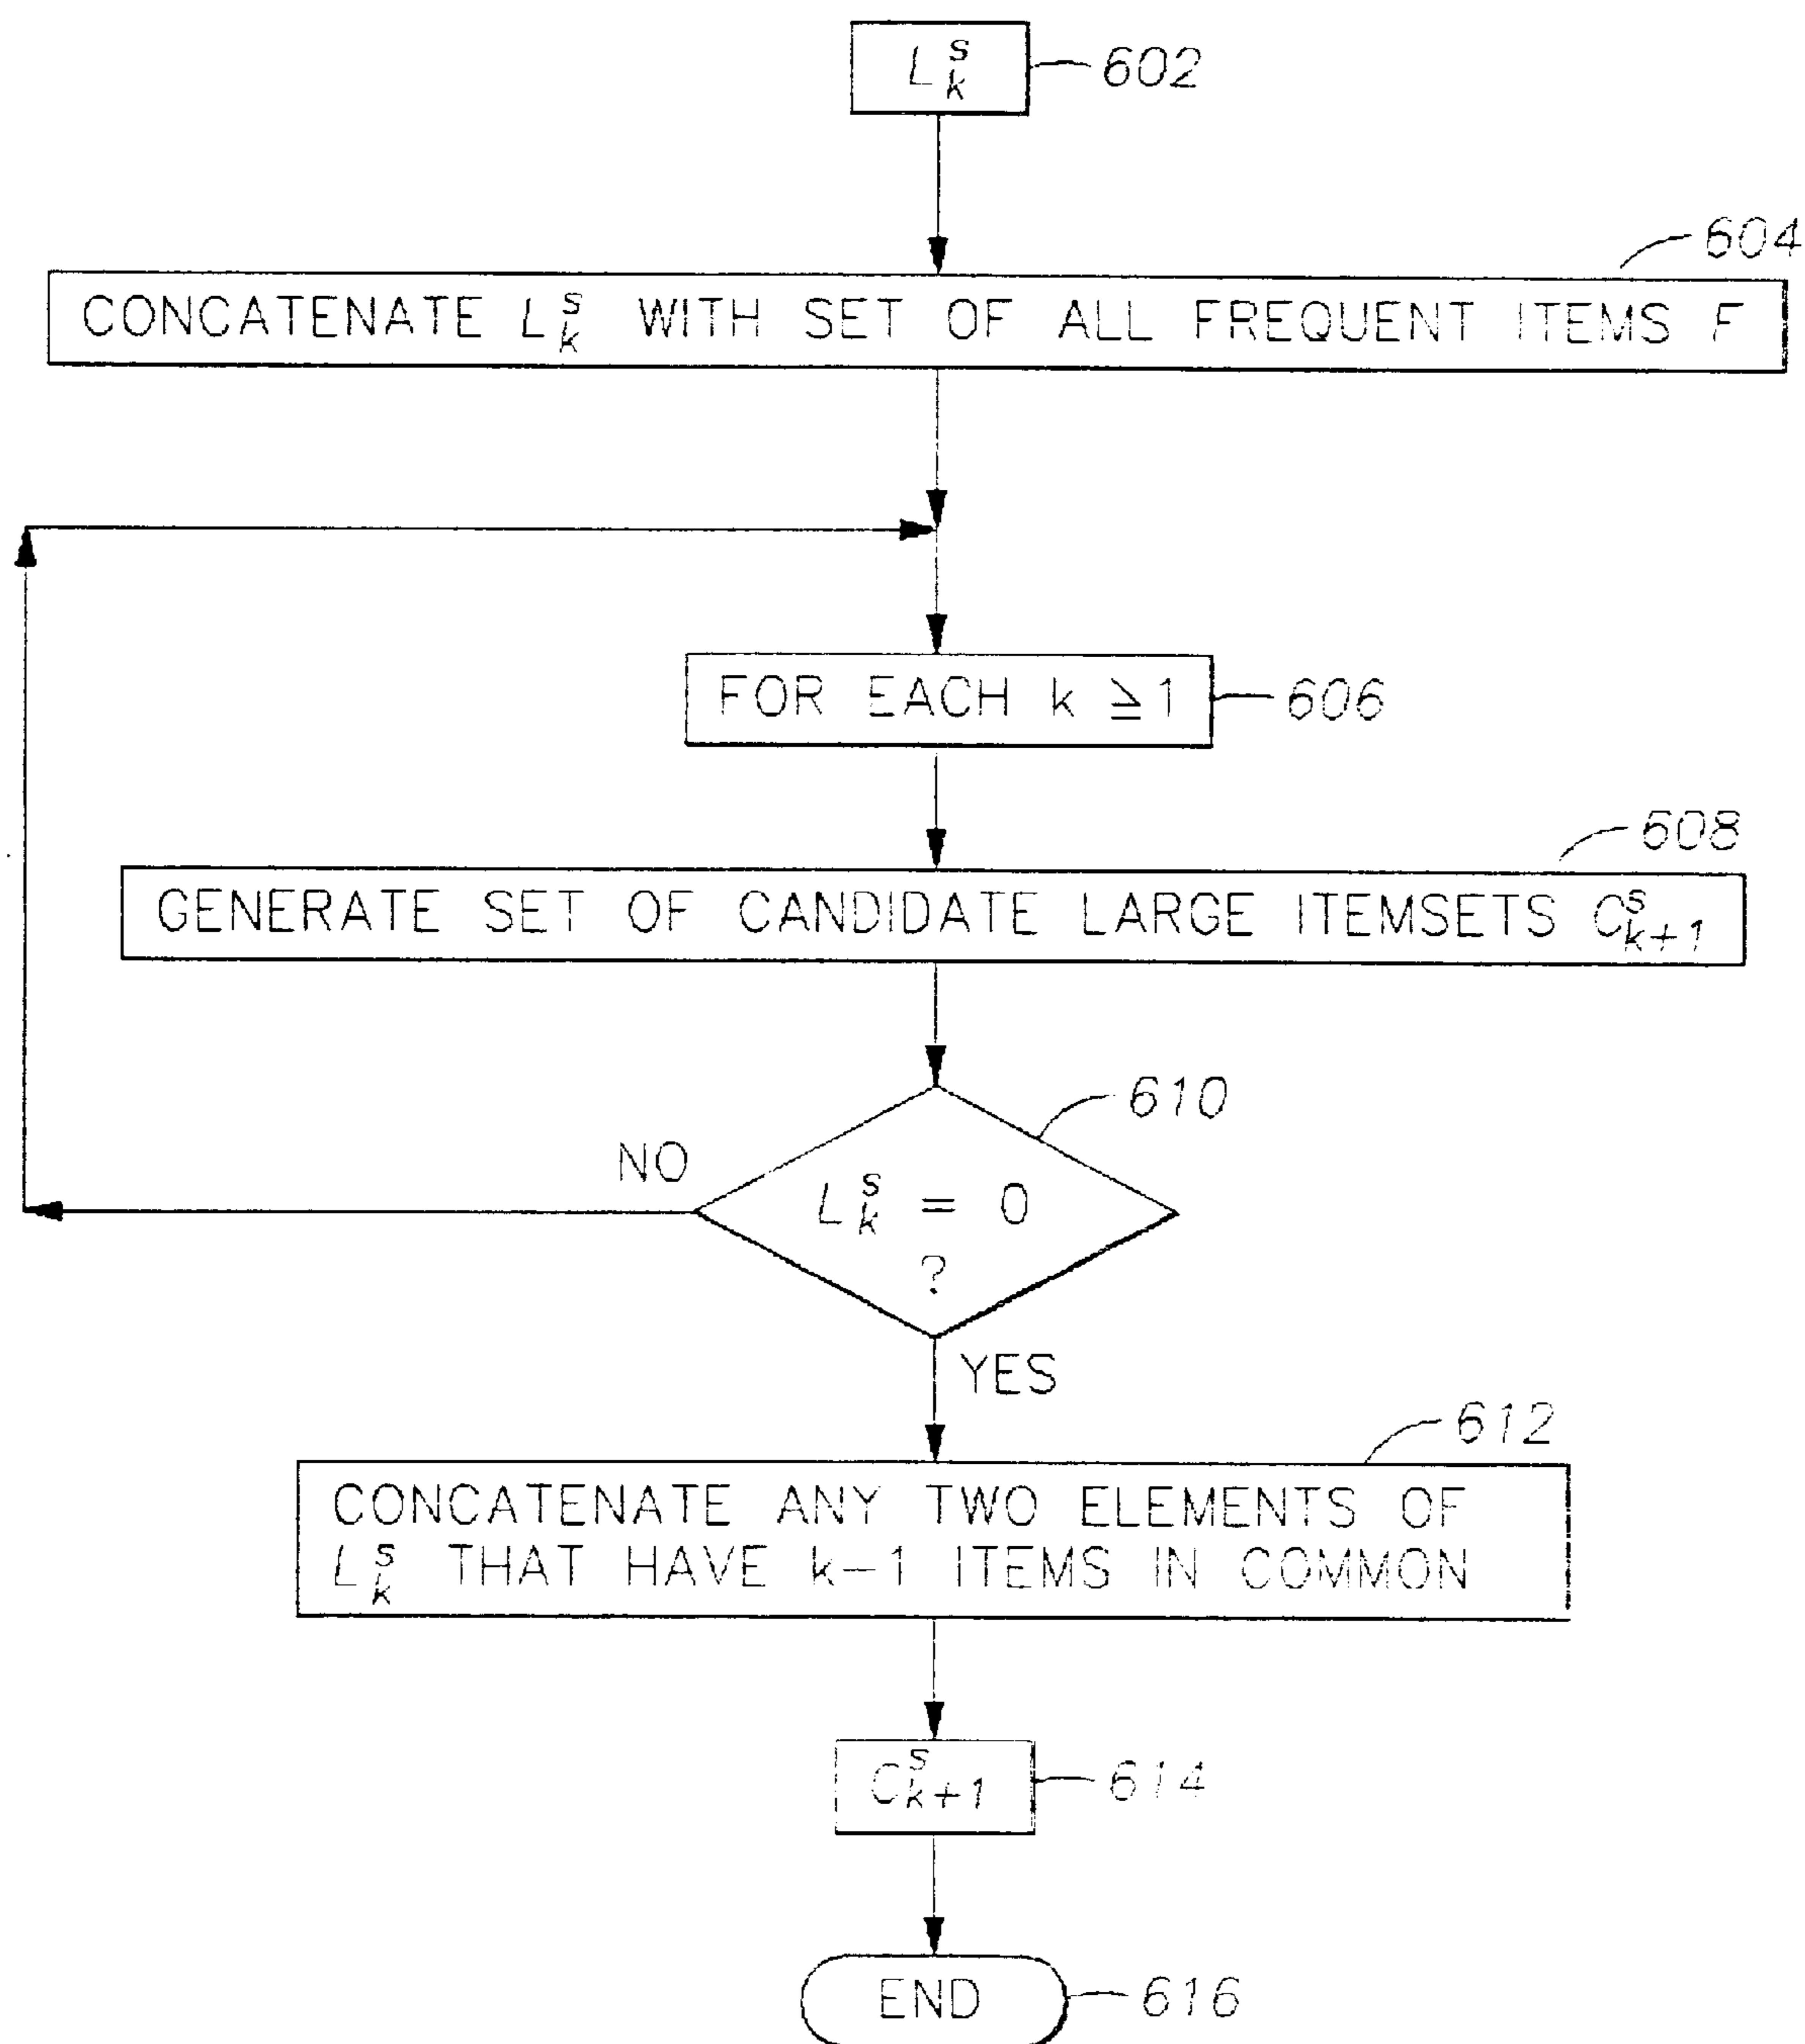 L_k^s 602
604
CONCATENATE L_k^s WITH SET OF ALL FREQUENT ITEMS F
FOR EACH k ≧1 606
608
GENERATE SET OF CANDIDATE LARGE ITEMSETS C_{k+1}^s
610
NO
L_k^s = 0
?
YES
612
CONCATENATE ANY TWO ELEMENTS OF
L_k^s THAT HAVE k-1 ITEMS IN COMMON
C_{k+1}^s 614
END 616